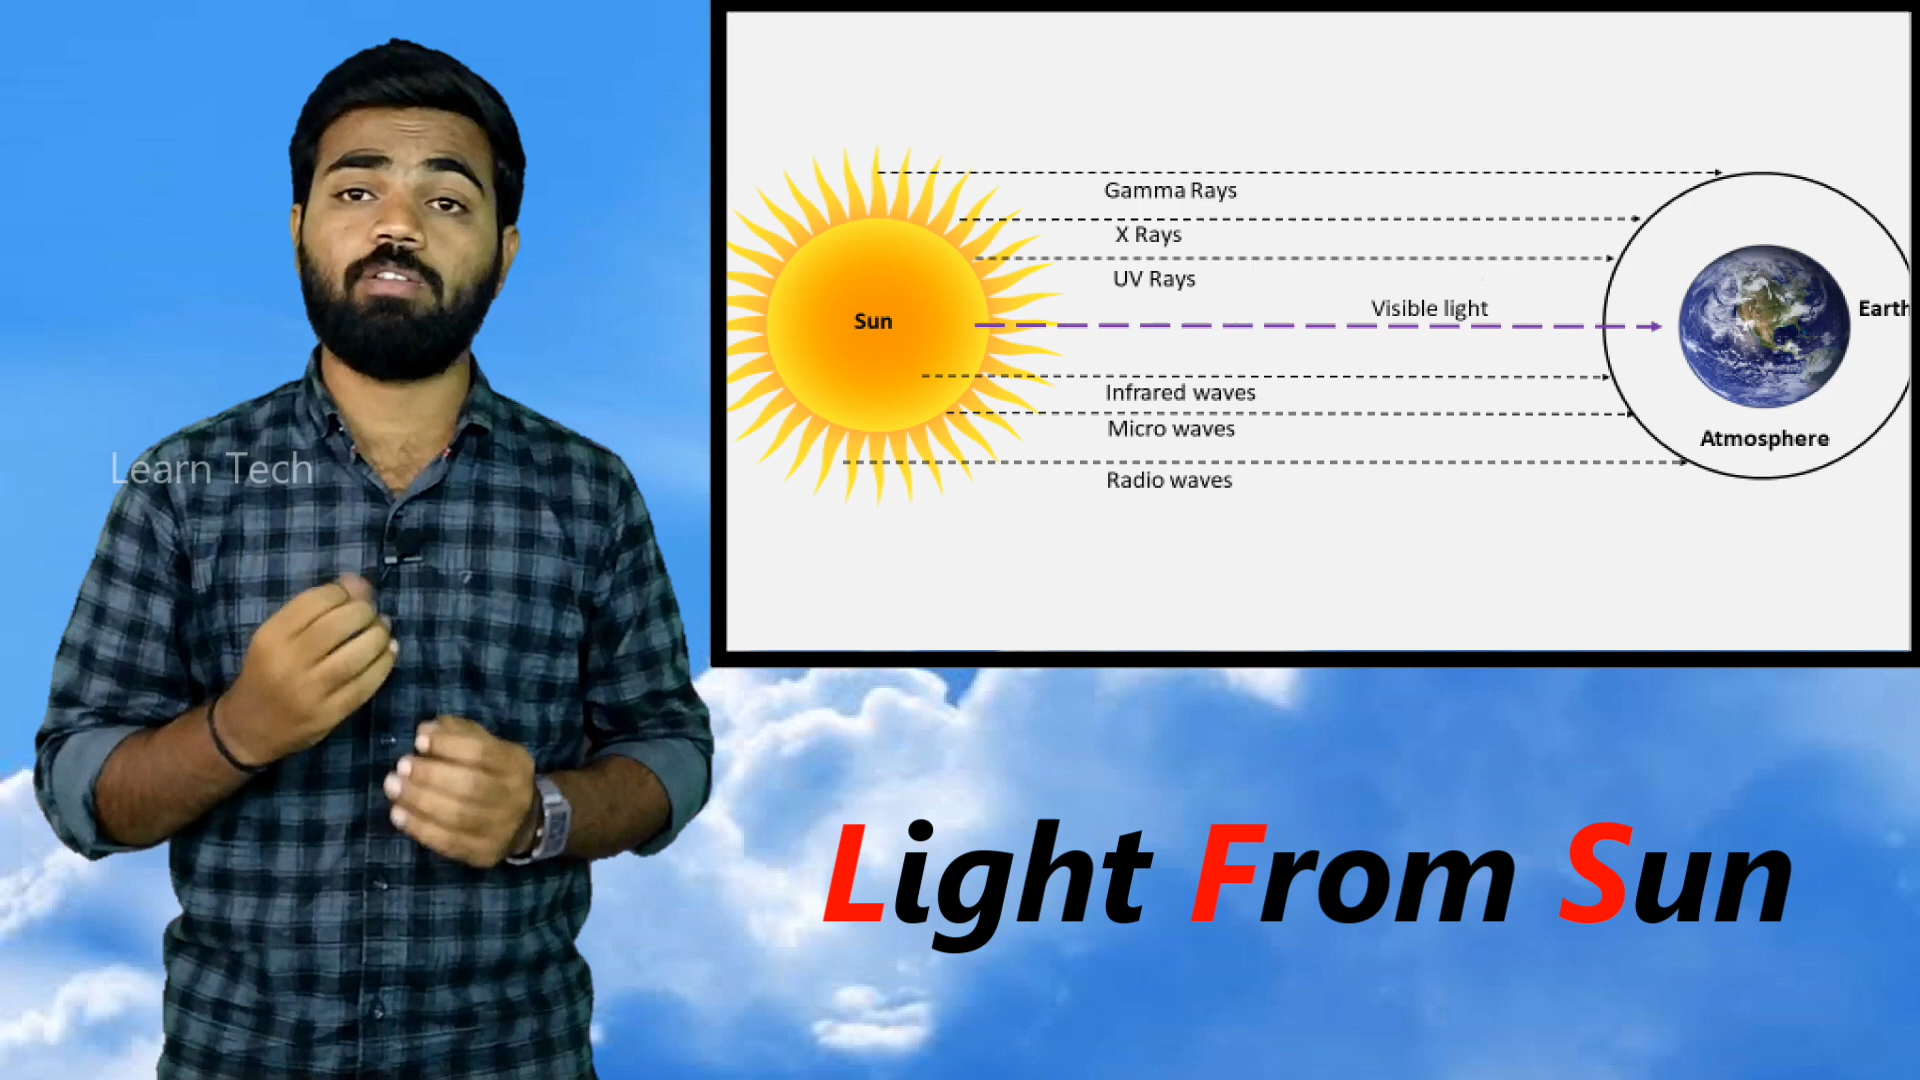 Learn Tech
Gamma Rays
X Rays
UV Rays
Visible light
Sun
Earth
Infrared waves
Micro waves
Atmosphere
Radio waves
Light From Sun